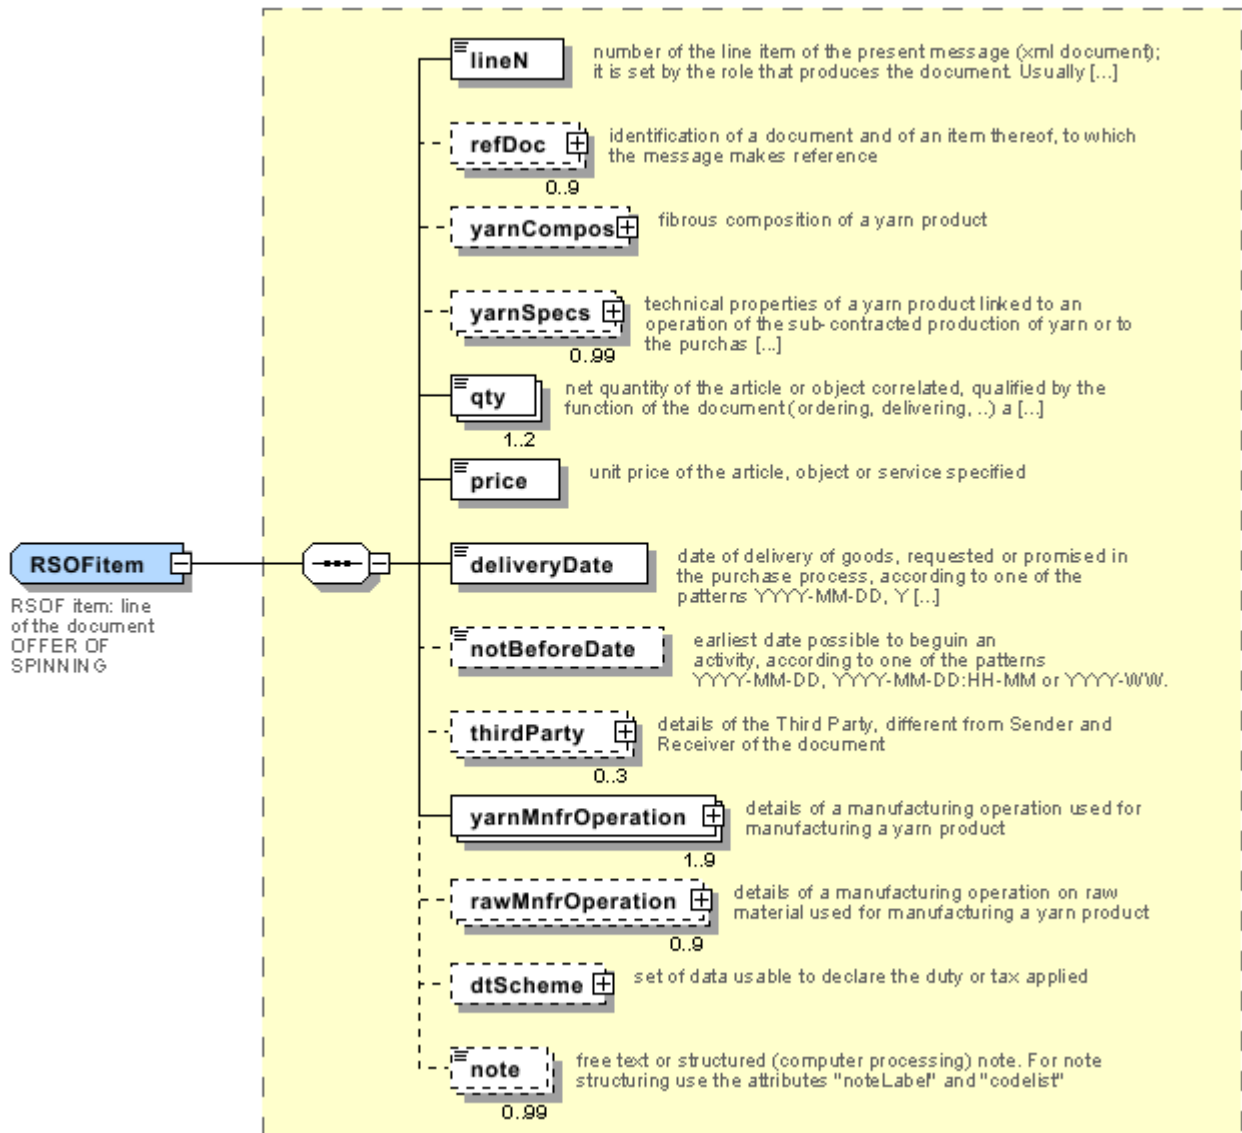 lineN
number of the line item of the present message (xml document);
it is set by the role that produces the document. Usually [...]
refDoc
identification of a document and of an item thereof, to which
the message makes reference
0..9
yarnCompos
fibrous composition of a yarn product
yarnSpecs
technical properties of a yarn product linked to an
operation of the sub-contracted production of yarn or to
the purchas [...]
0..99
qty
net quantity of the article or object correlated, qualified by the
function of the document (ordering, delivering, ..) a [...]
1..2
price
unit price of the article, object or service specified
RSOFitem
RSOF item: line
of the document
OFFER OF
SPINNING
deliveryDate
date of delivery of goods, requested or promised in
the purchase process, according to one of the
patterns YYYY-MM-DD, Y [...]
notBeforeDate
earliest date possible to beguin an
activity, according to one of the patterns
YYYY-MM-DD, YYYY-MM-DD:HH-MM or YYYY-WW.
thirdParty
details of the Third Party, different from Sender and
Receiver of the document
0..3
yarnMnfrOperation
details of a manufacturing operation used for
manufacturing a yarn product
1..9
rawMnfrOperation
details of a manufacturing operation on raw
material used for manufacturing a yarn product
0..9
dtScheme
set of data usable to declare the duty or tax applied
note
free text or structured (computer processing) note. For note
structuring use the attributes "noteLabel" and "codelist"
0..99